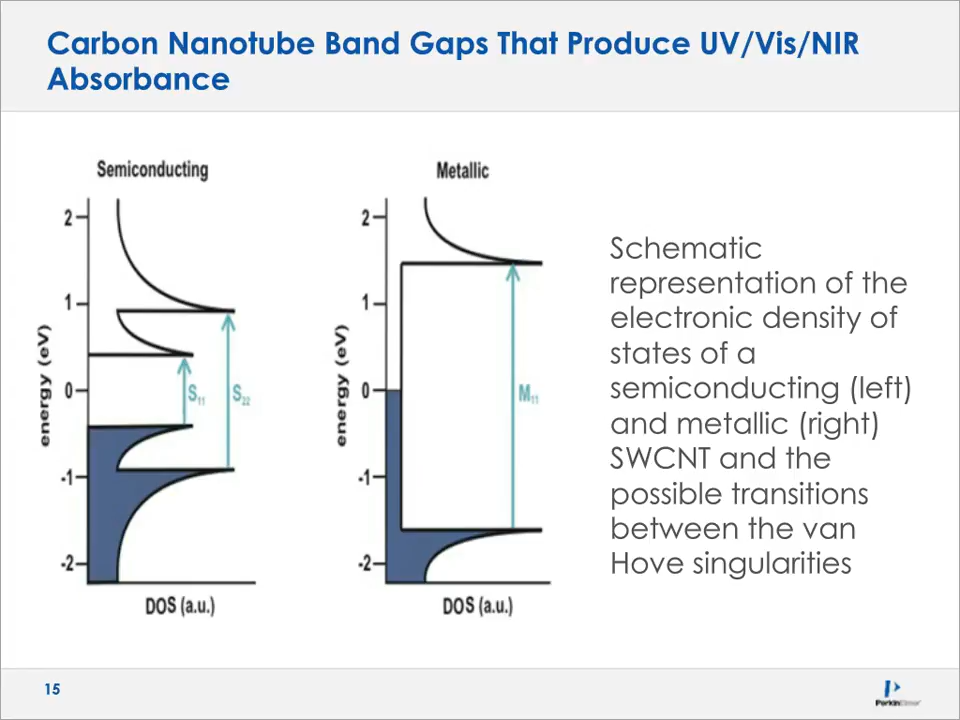 Carbon Nanotube Band Gaps That Produce UV/Vis/NIR
Absorbance
Semiconducting
2
1
0
-1
-2
energy (eV)
S11
S22
DOS (a.u.)
Metallic
2
1
0
-1
-2
energy (eV)
M11
DOS (a.u.)
Schematic
representation of the
electronic density of
states of a
semiconducting (left)
and metallic (right)
SWCNT and the
possible transitions
between the van
Hove singularities
15
PerkinElmer